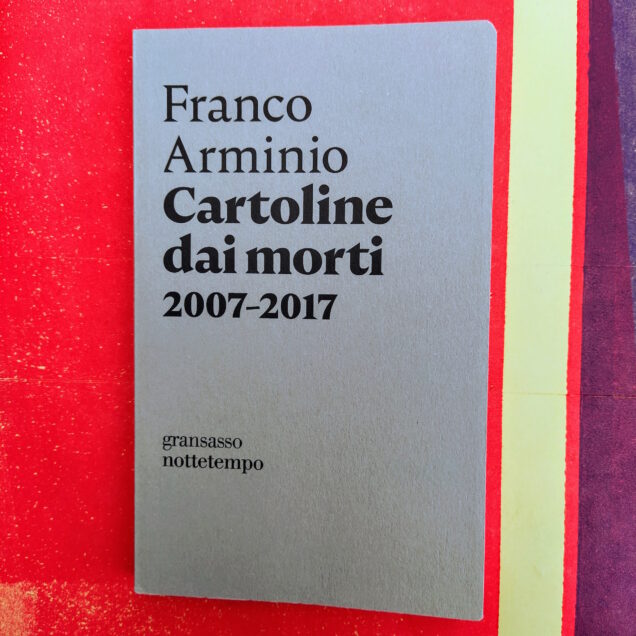 Franco
Arminio
Cartoline
dai morti
2007-2017
gransasso
nottetempo